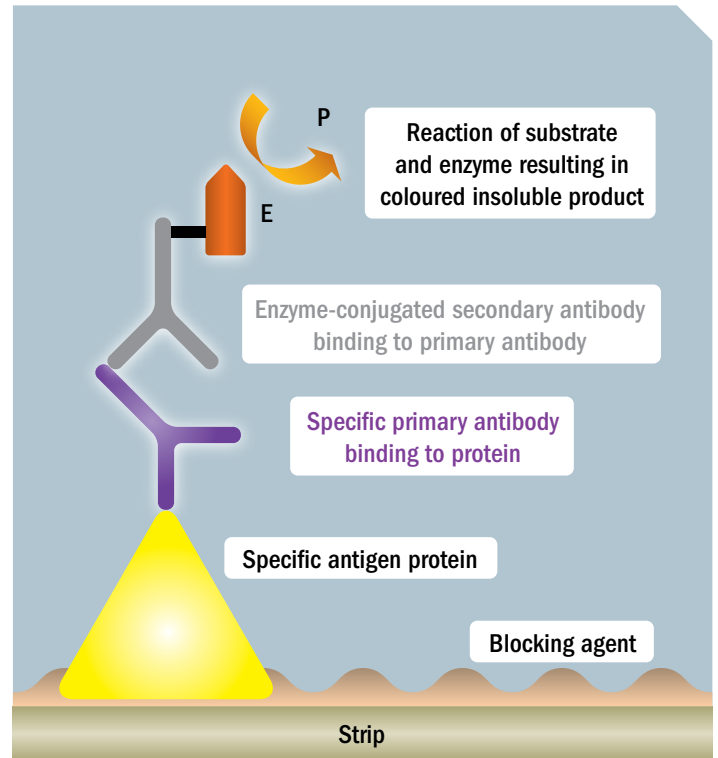 P
Reaction of substrate
and enzyme resulting in
coloured insoluble product
E
Enzyme-conjugated secondary antibody
binding to primary antibody
Specific primary antibody
binding to protein
Specific antigen protein
Blocking agent
Strip